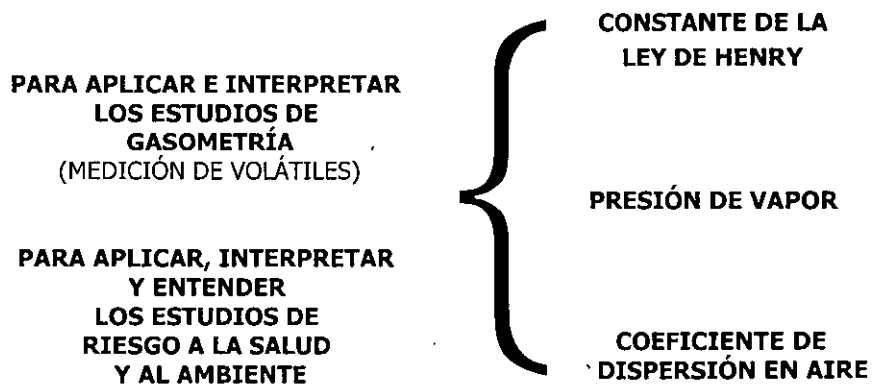 PARA APLICAR E INTERPRETAR
LOS ESTUDIOS DE
GASOMETRÍA
(MEDICIÓN DE VOLÁTILES)
PARA APLICAR, INTERPRETAR
Y ENTENDER
LOS ESTUDIOS DE
RIESGO A LA SALUD
Y AL AMBIENTE
CONSTANTE DE LA
LEY DE HENRY
PRESIÓN DE VAPOR
COEFICIENTE DE
DISPERSIÓN EN AIRE